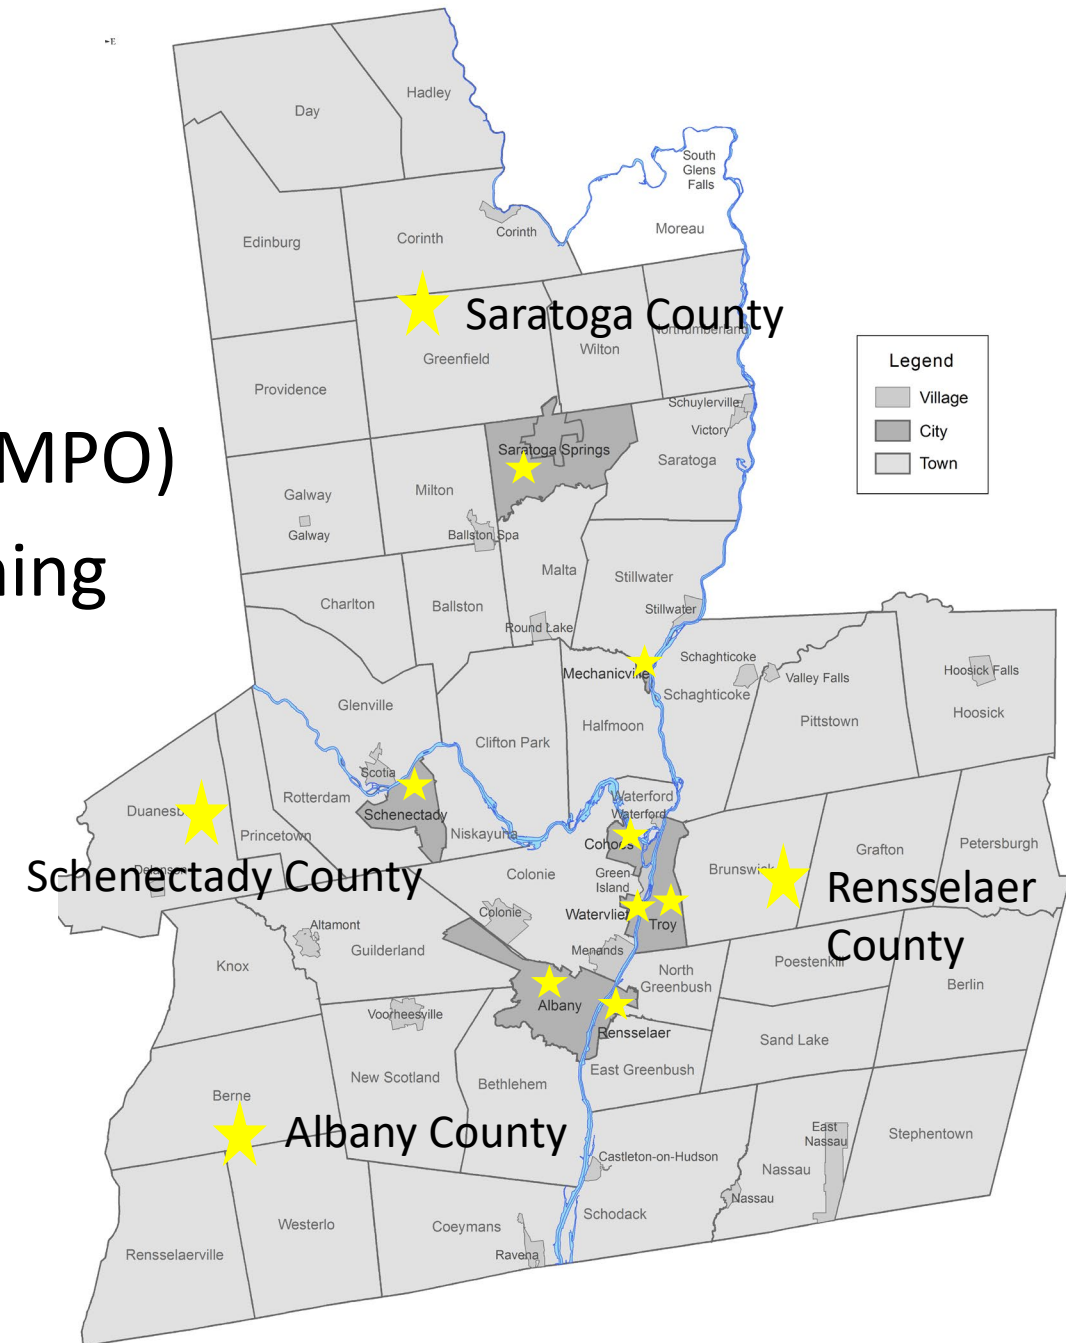 E
Hadley
Day
South
Glens
Falls
Moreau
Corinth
Corinth
Edinburg
Saratoga County
Northumberland
Wilton
Greenfield
Legend
Village
City
Town
Providence
Schuylerville
Victory
MPO)
Saratoga Springs
Saratoga
Milton
Galway
Galway
Ballston Spa
ning
Malta
Stillwater
Stillwater
Charlton
Ballston
Round Lake
Schaghticoke
Mechanicville
Valley Falls
Hoosick Falls
Schaghticoke
Glenville
Hoosick
Pittstown
Halfmoon
Clifton Park
Scotia
Rotterdam
Waterford
Waterford
Duanesb
Schenectady
Niskayuna
Princetown
Cohoes
Petersburgh
Grafton
Brunswick
Delanson
Schenectady County
Colonie
Green
Island
Rensselaer
County
Colonie
Watervliet
Troy
Altamont
Guilderland
Menands
Knox
North
Greenbush
Poestenkill
Berlin
Albany
Voorheesville
Rensselaer
Sand Lake
New Scotland
Bethlehem
East Greenbush
Berne
Albany County
East
Nassau
Stephentown
Castleton-on-Hudson
Nassau
Nassau
Schodack
Westerlo
Coeymans
Rensselaerville
Ravena